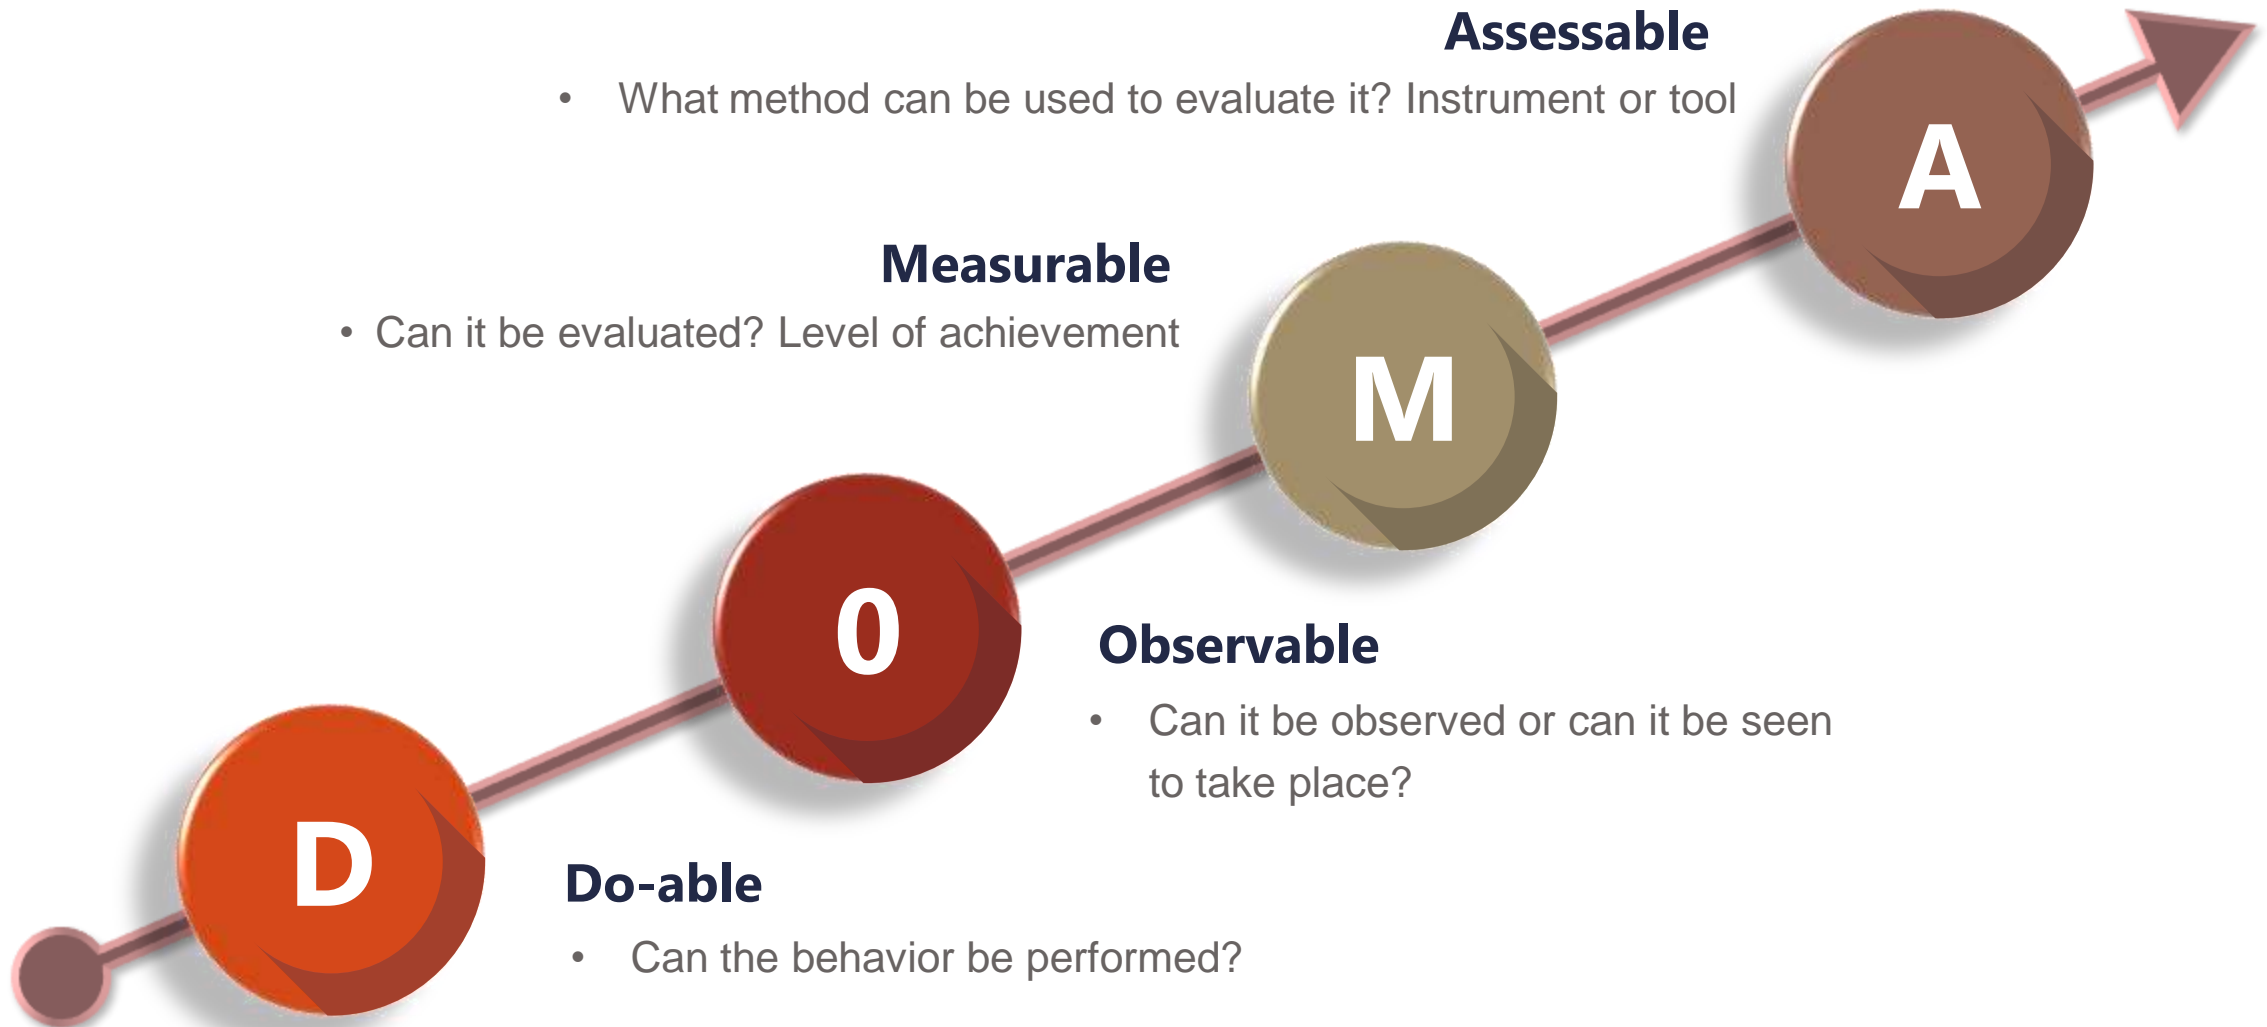 Assessable
• What method can be used to evaluate it? Instrument or tool
A
Measurable
• Can it be evaluated? Level of achievement
M
0
Observable
• Can it be observed or can it be seen
to take place?
D
Do-able
• Can the behavior be performed?